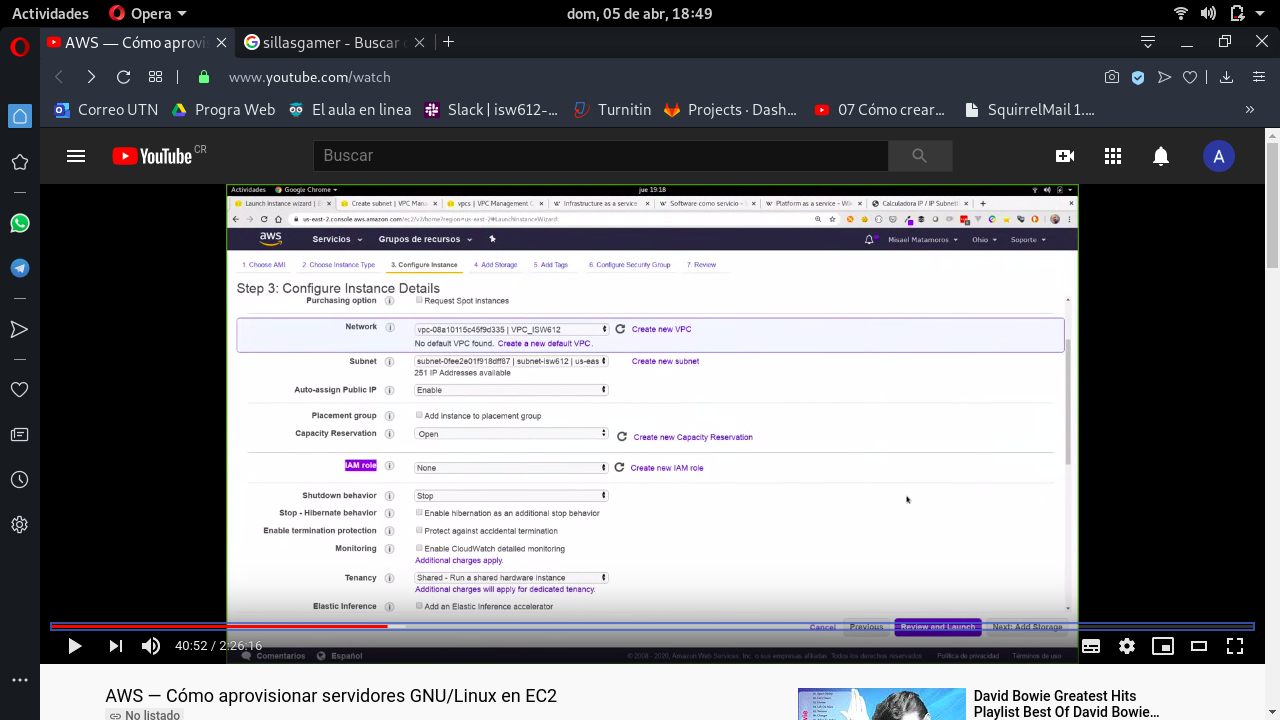 Actividades Opera dom, 05 de abr, 18:49
AWS — Cómo aprovis sillasgamer - Buscar c
www.youtube.com/watch
Correo UTN Progra Web El aula en linea Slack | isw612-... Turnitin Projects · Dash... 07 Como crear... SquirrelMail 1.... »
YouTube CR Buscar A
Actividades Google Chrome jue 19:18
Launch instance wizard | E Create subnet | VPC Man vpcs | VPC Management C Infrastructure as a service Software como servicio - Platform as a service - Wik Calculadora IP / IP Subnet
us-east-2.console.aws.amazon.com/ec2/v2/home?region=us-east-2#LaunchInstanceWizard:
aws Servicios Grupos de recursos Misael Matamoros Ohio Soporte
1. Choose AMI 2. Choose Instance Type 3. Configure Instance 4. Add Storage 5. Add Tags 6. Configure Security Group 7. Review
Step 3: Configure Instance Details
Purchasing option Request Spot instances
Network vpc-08a10115c45f9d335 | VPC_ISW612 Create new VPC
No default VPC found. Create a new default VPC.
Subnet subnet-0fee2e01f918dff87 | subnet-isw612 | us-eas Create new subnet
251 IP Addresses available
Auto-assign Public IP Enable
Placement group Add instance to placement group
Capacity Reservation Open Create new Capacity Reservation
IAM role None Create new IAM role
Shutdown behavior Stop
Stop - Hibernate behavior Enable hibernation as an additional stop behavior
Enable termination protection Protect against accidental termination
Monitoring Enable CloudWatch detailed monitoring
Additional charges apply.
Tenancy Shared - Run a shared hardware instance
Additional charges will apply for dedicated tenancy.
Elastic Inference Add an Elastic Inference accelerator
Cancel Previous Review and Launch Next: Add Storage
40:52 / 2:26:16
Comentarios Español © 2008 - 2020, Amazon Web Services, Inc. o sus empresas afiliadas. Todos los derechos reservados. Política de privacidad Términos de uso
AWS — Cómo aprovisionar servidores GNU/Linux en EC2
No listado
David Bowie Greatest Hits
Playlist Best Of David Bowie...